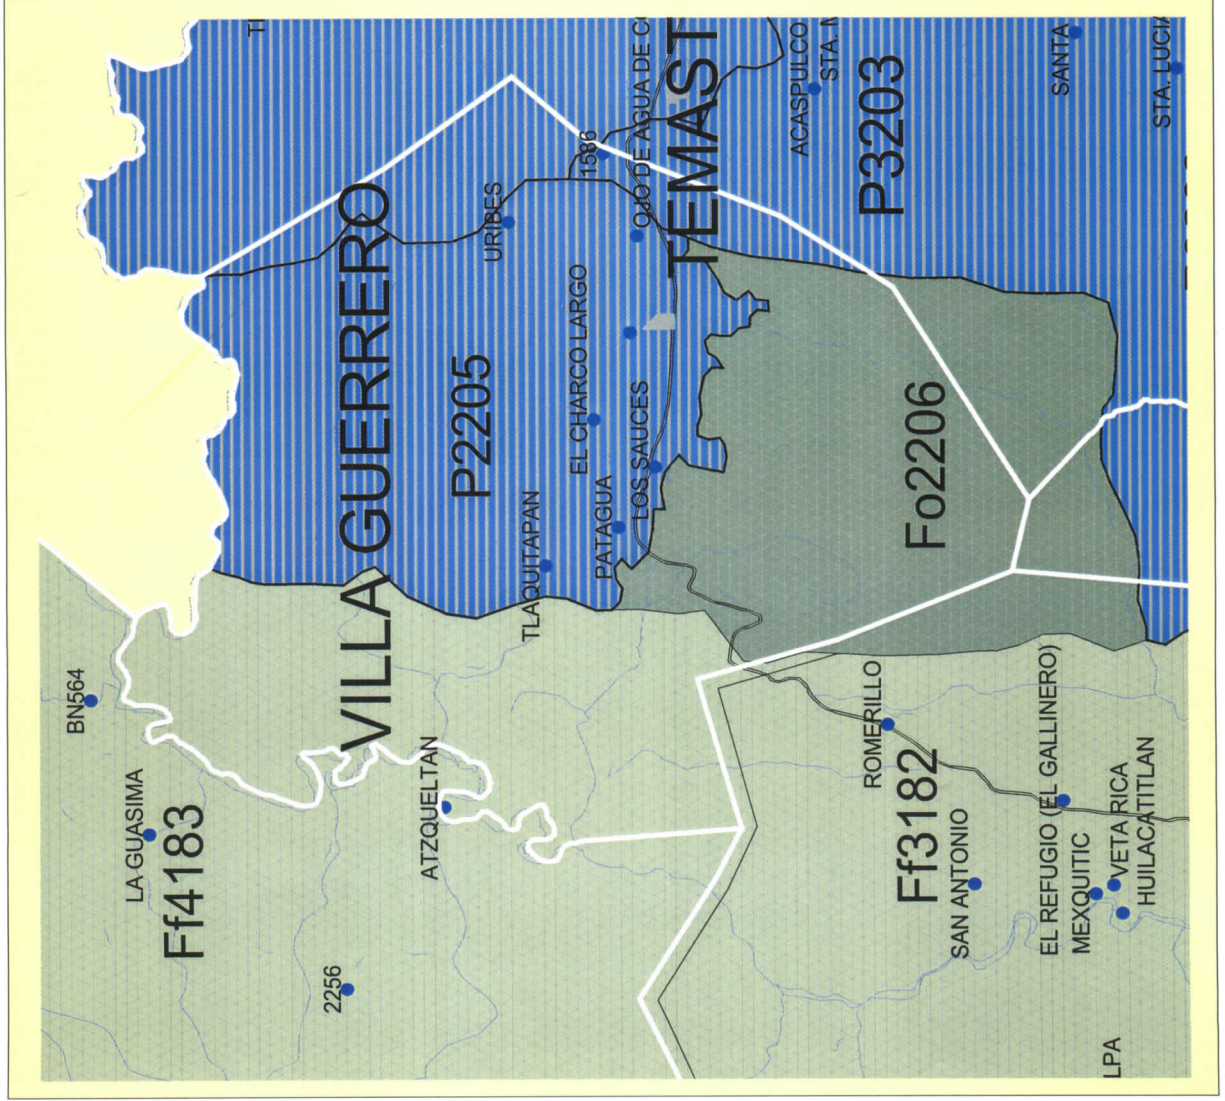 BN564
LA GUASIMA
Ff4183
2256
VILLA GUERRERO
ATZQUELTAN
P2205
URIBES
TLAQUITAPAN
EL CHARCO LARGO
1586
PATAGUA
LOS SAUCES
OJO DE AGUA DE CO
TEMAST
ACASPULCO
STA.
ROMERILLO
P3203
Ff3182
Fo2206
SAN ANTONIO
EL REFUGIO (EL GALLINERO)
SANTA
MEXQUITIC
LPA
VETA RICA
HUILACATITLAN
STA. LUCIA